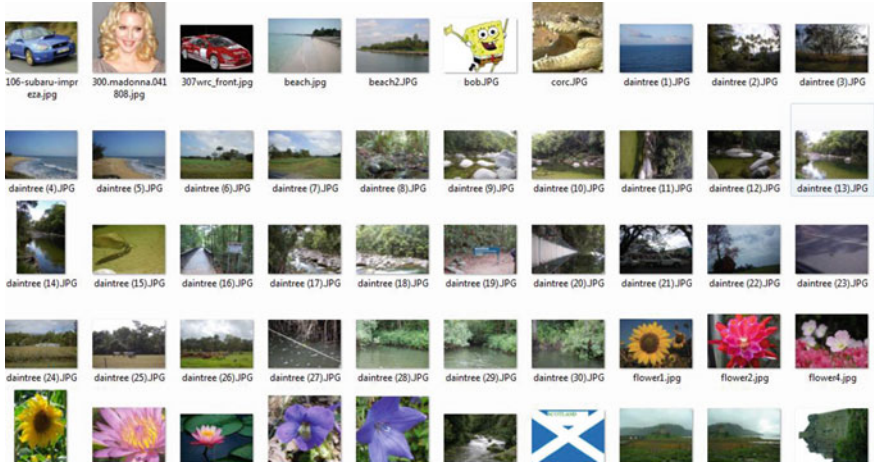 106-subaru-impr
eza.jpg
300.madonna.041
808.jpg
307wrc_front.jpg
beach.jpg
beach2.JPG
bob.JPG
corc.JPG
daintree (1).JPG
daintree (2).JPG
daintree (3).JPG
daintree (4).JPG
daintree (5).JPG
daintree (6).JPG
daintree (7).JPG
daintree (8).JPG
daintree (9).JPG
daintree (10).JPG
daintree (11).JPG
daintree (12).JPG
daintree (13).JPG
daintree (14).JPG
daintree (15).JPG
daintree (16).JPG
daintree (17).JPG
daintree (18).JPG
daintree (19).JPG
daintree (20).JPG
daintree (21).JPG
daintree (22).JPG
daintree (23).JPG
daintree (24).JPG
daintree (25).JPG
daintree (26).JPG
daintree (27).JPG
daintree (28).JPG
daintree (29).JPG
daintree (30).JPG
flower1.jpg
flower2.jpg
flower4.jpg
SCOTLAND